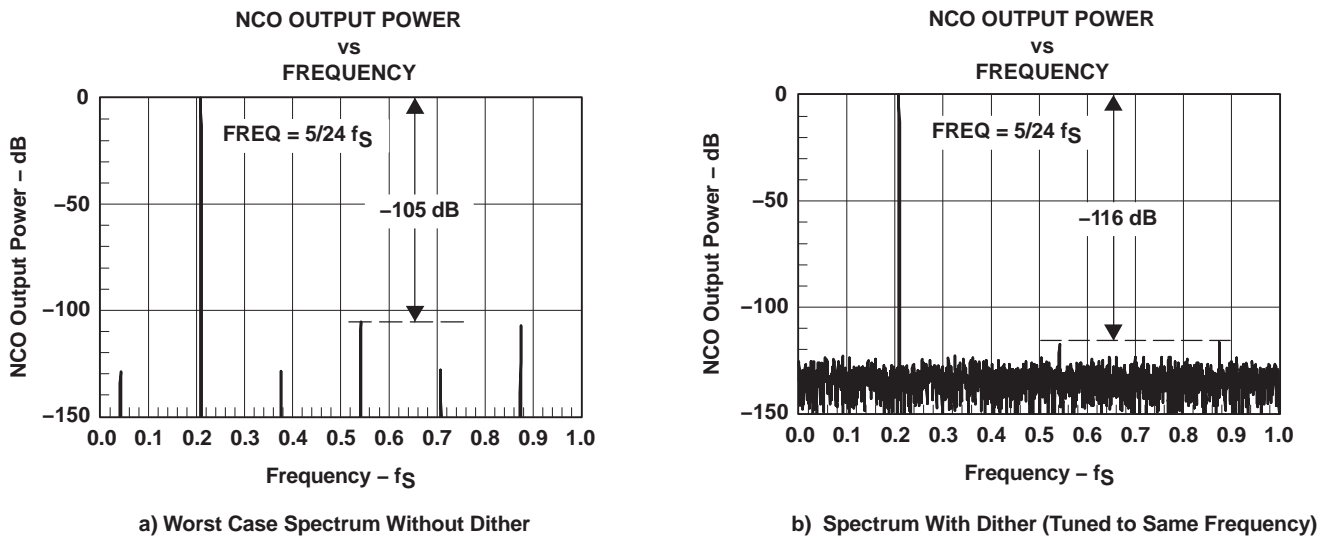 NCO OUTPUT POWER
vs
FREQUENCY
0
−50
−100
−150
NCO Output Power – dB
FREQ = 5/24 fS
–105 dB
0.0 0.1 0.2 0.3 0.4 0.5 0.6 0.7 0.8 0.9 1.0
Frequency – fS
a) Worst Case Spectrum Without Dither
NCO OUTPUT POWER
vs
FREQUENCY
0
−50
−100
−150
NCO Output Power – dB
FREQ = 5/24 fS
–116 dB
0.0 0.1 0.2 0.3 0.4 0.5 0.6 0.7 0.8 0.9 1.0
Frequency – fS
b) Spectrum With Dither (Tuned to Same Frequency)